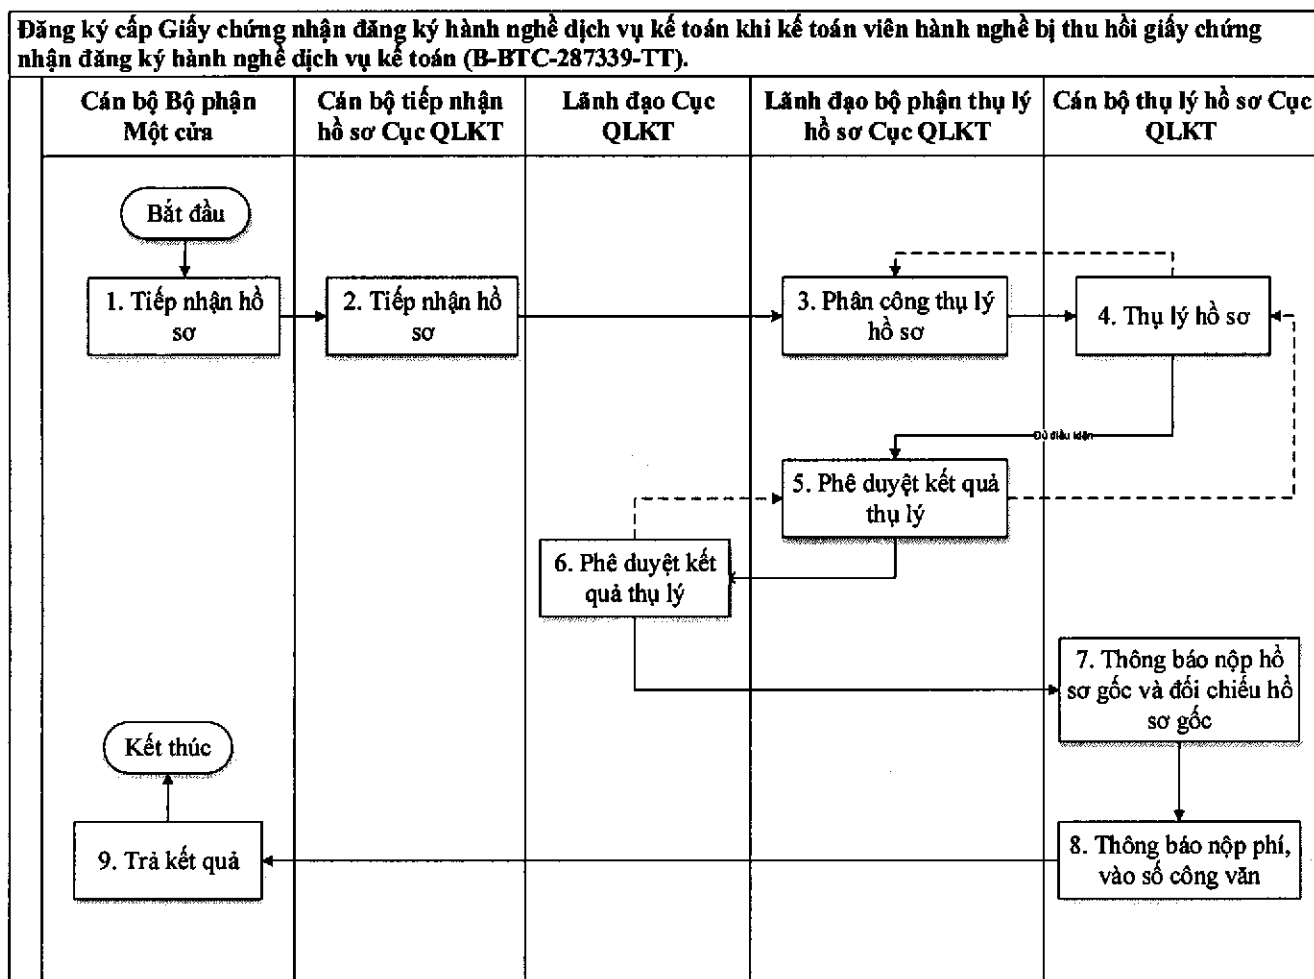 Đăng ký cấp Giấy chứng nhận đăng ký hành nghề dịch vụ kế toán khi kế toán viên hành nghề bị thu hồi giấy chứng
nhận đăng ký hành nghề dịch vụ kế toán (B-BTC-287339-TT).
Cán bộ Bộ phận
Một cửa
Cán bộ tiếp nhận
hồ sơ Cục QLKT
Lãnh đạo Cục
QLKT
Lãnh đạo bộ phận thụ lý
hồ sơ Cục QLKT
Cán bộ thụ lý hồ sơ Cục
QLKT
Bắt đầu
1. Tiếp nhận hồ
sơ
2. Tiếp nhận hồ
sơ
3. Phân công thụ lý
hồ sơ
4. Thụ lý hồ sơ
Đủ điều kiện
5. Phê duyệt kết quả
thụ lý
6. Phê duyệt kết
quả thụ lý
7. Thông báo nộp hồ
sơ gốc và đối chiếu hồ
sơ gốc
Kết thúc
9. Trả kết quả
8. Thông báo nộp phí,
vào số công văn